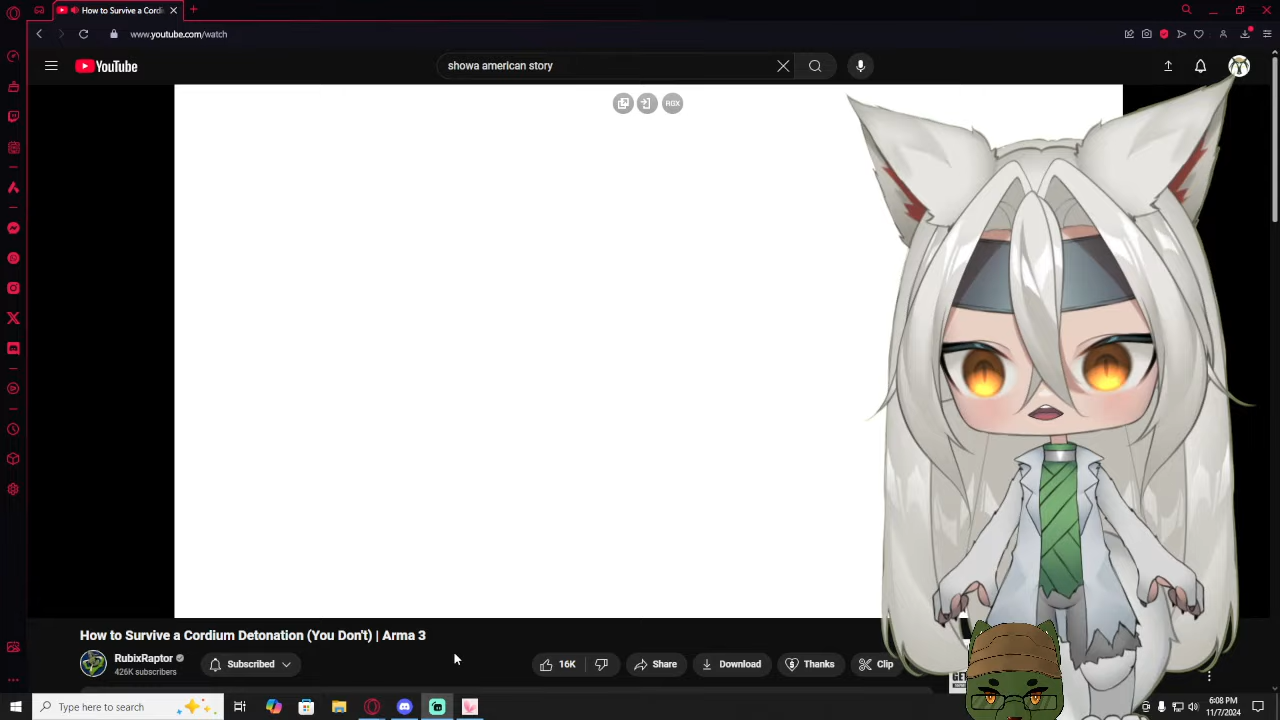 How to Survive a Cordi
www.youtube.com/watch
YouTube
showa american story
RGX
How to Survive a Cordium Detonation (You Don't) | Arma 3
RubixRaptor
426K subscribers
Subscribed
16K
Share
Download
Thanks
Clip
Type here to search
6:08 PM
11/7/2024